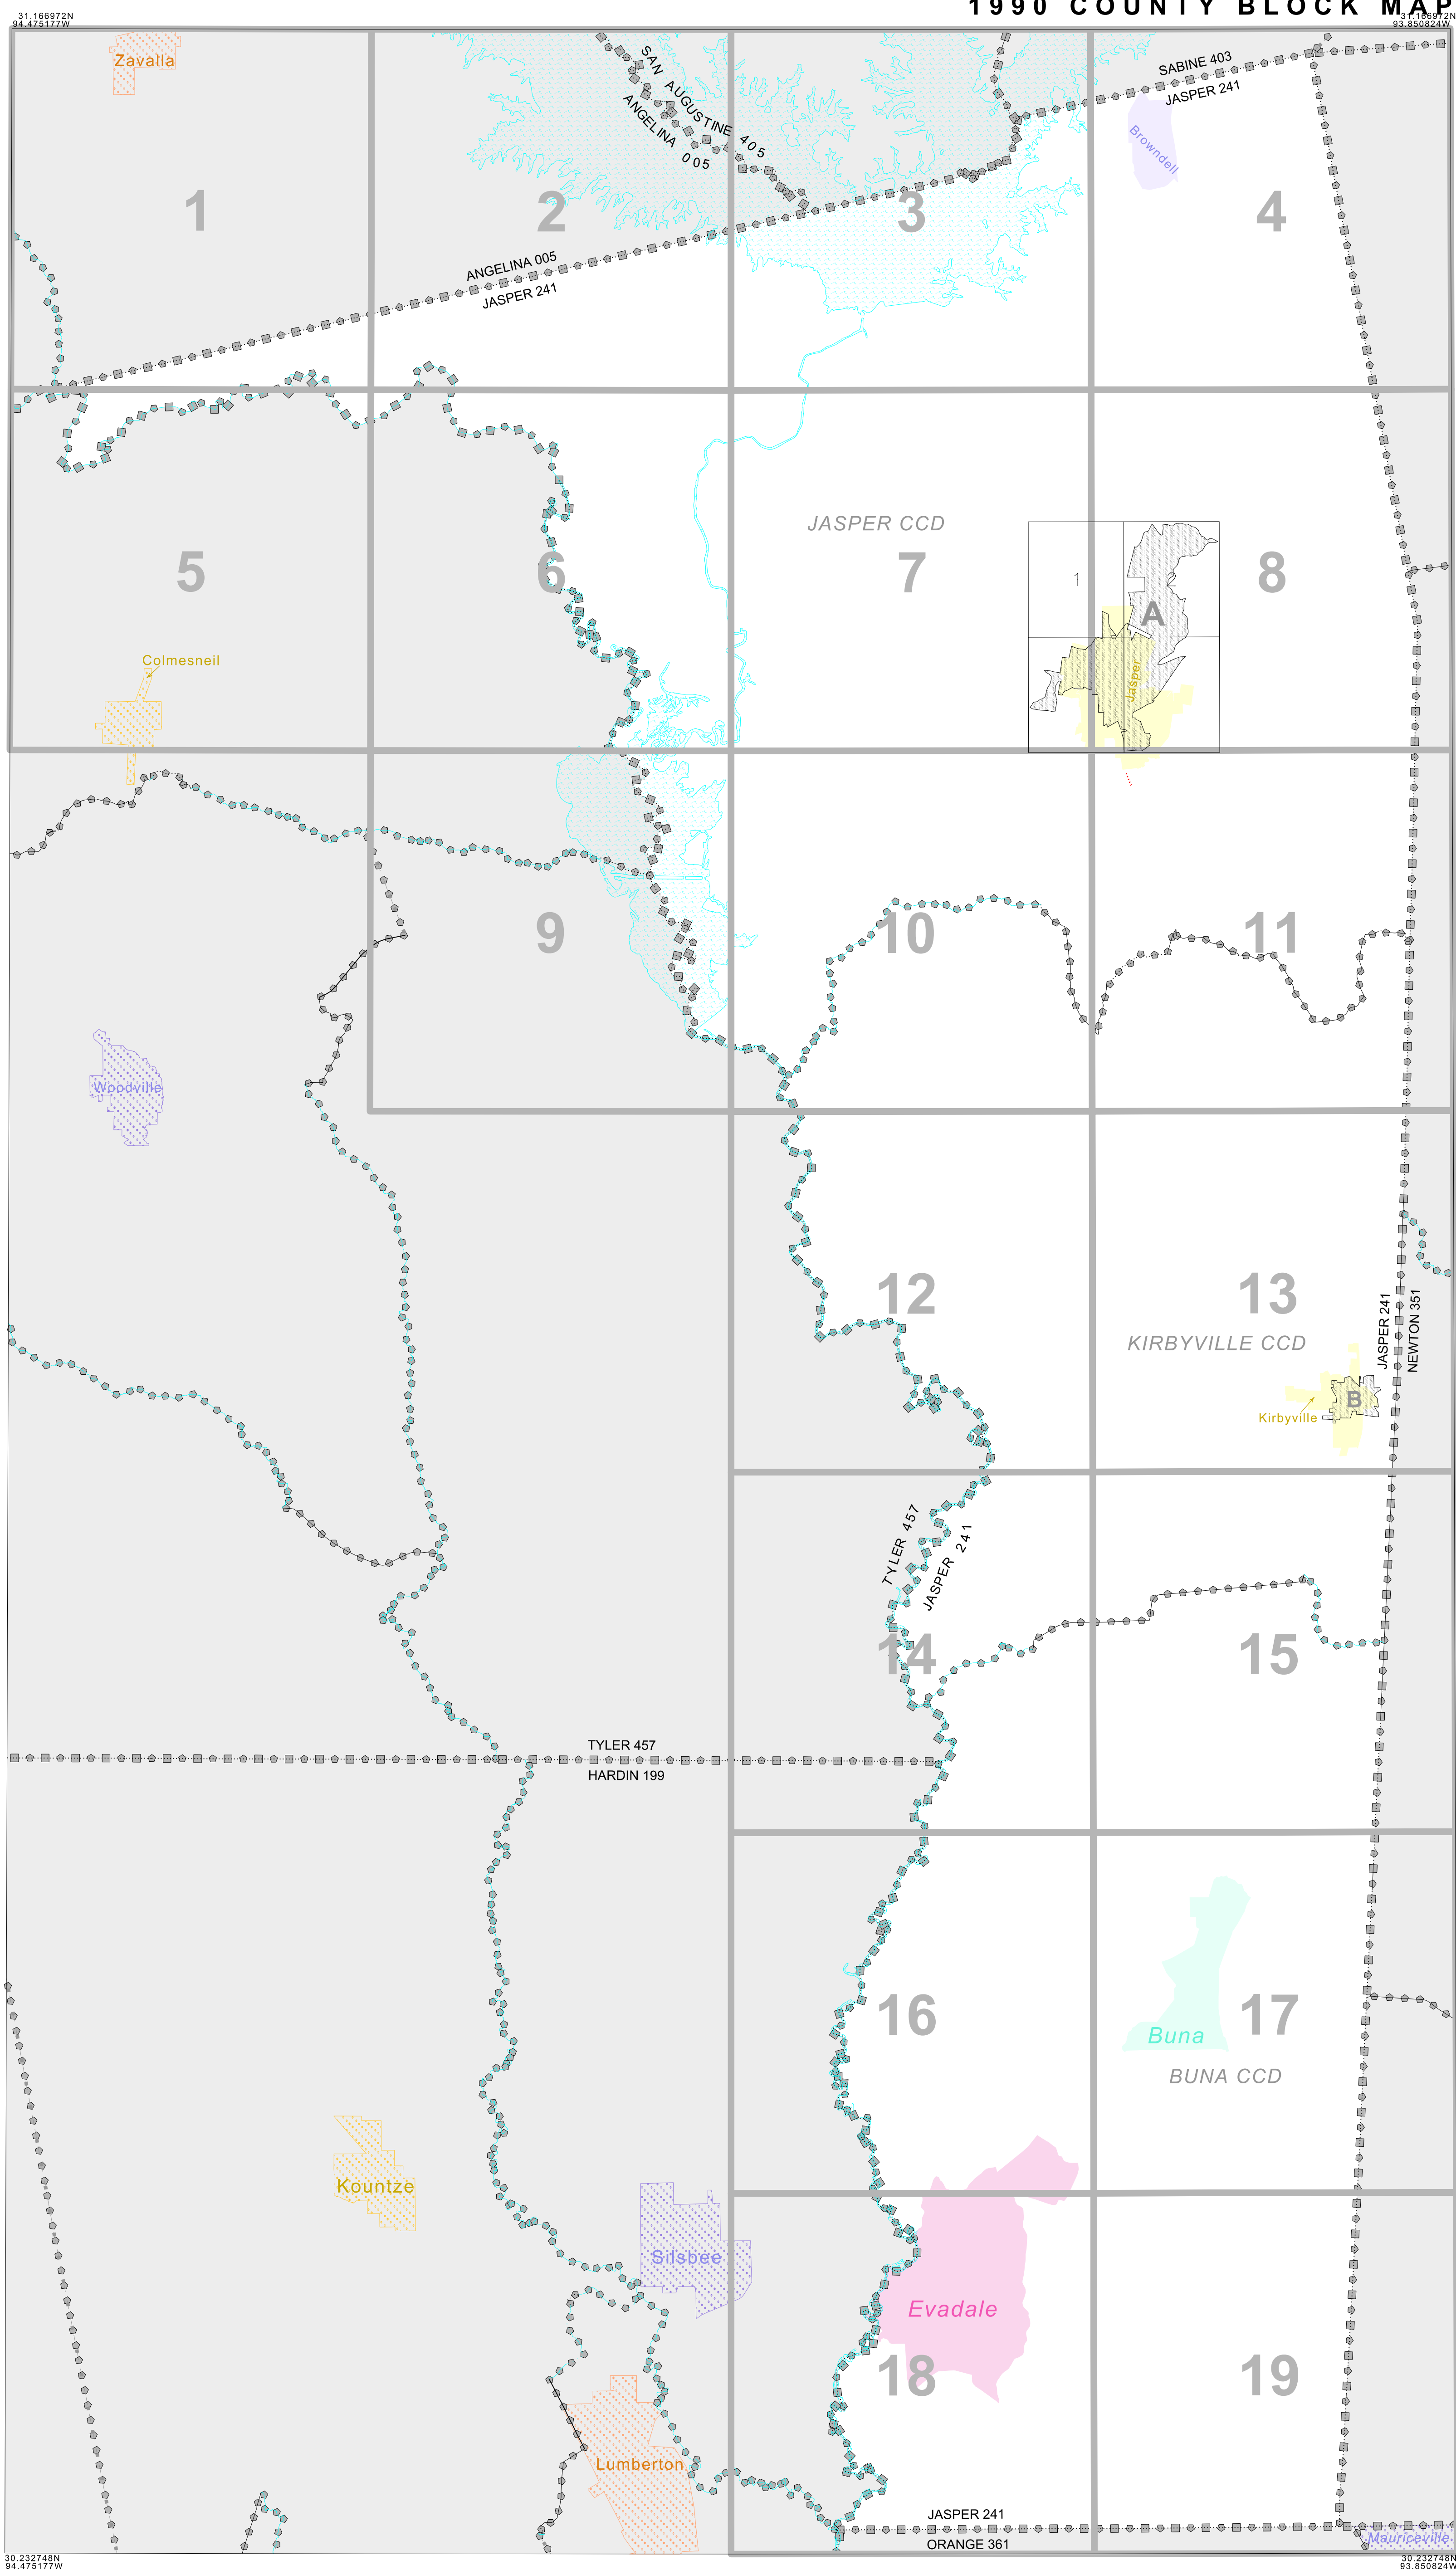 1990 COUNTY BLOCK MAP
31.166972N
94.475177W
31.166972N
93.850824W
Zavalla
SAN AUGUSTINE 405
ANGELINA 005
SABINE 403
JASPER 241
Browndell
1
2
3
4
ANGELINA 005
JASPER 241
JASPER CCD
5
6
7
8
1
2
A
Jasper
Colmesneil
9
10
11
Woodville
12
13
KIRBYVILLE CCD
JASPER 241
NEWTON 351
B
Kirbyville
TYLER 457
JASPER 241
14
15
TYLER 457
HARDIN 199
16
17
Buna
BUNA CCD
Kountze
Silsbee
Evadale
18
19
Lumberton
JASPER 241
ORANGE 361
Mauriceville
30.232748N
94.475177W
30.232748N
93.850824W